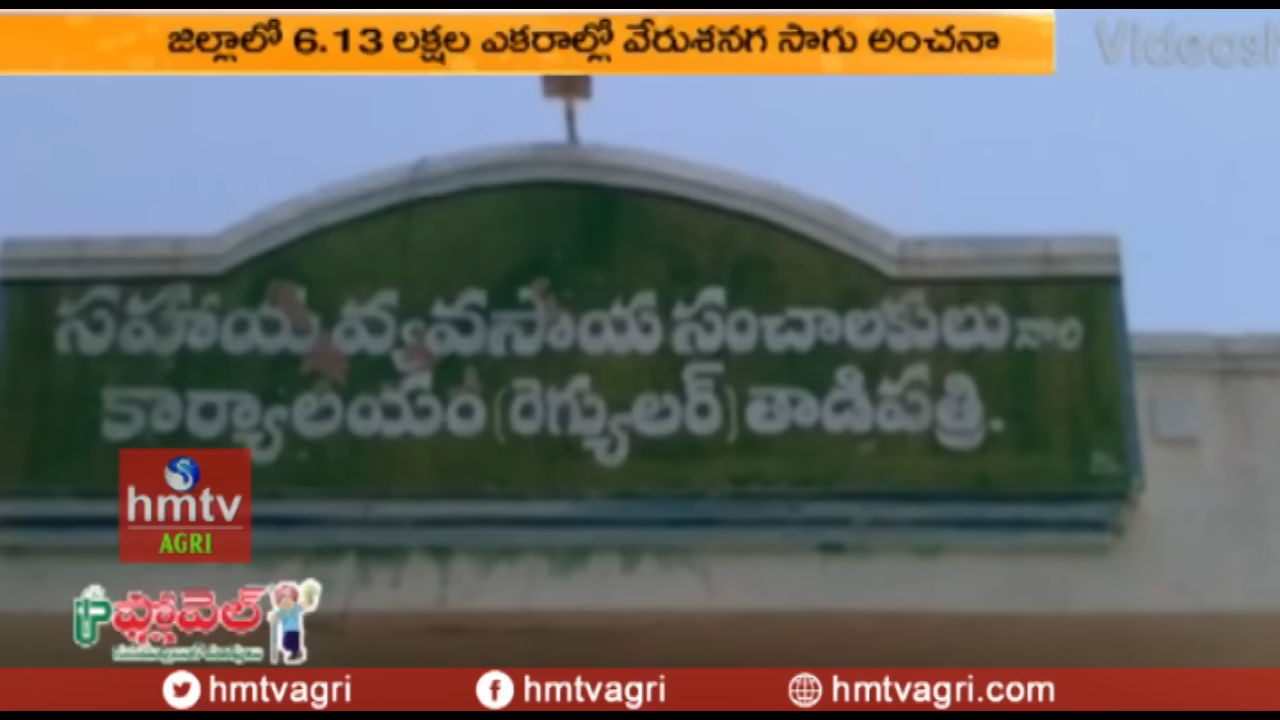 జిల్లాలో 6.13 లక్షల ఎకరాల్లో వేరుశనగ సాగు అంచనా
Videosh
సహాయ వ్యవసాయ సంచాలకులు వారి
కార్యాలయం (రెగ్యులర్) తాడిపత్రి.
hmtv
AGRI
hmtvagri
hmtvagri
hmtvagri.com